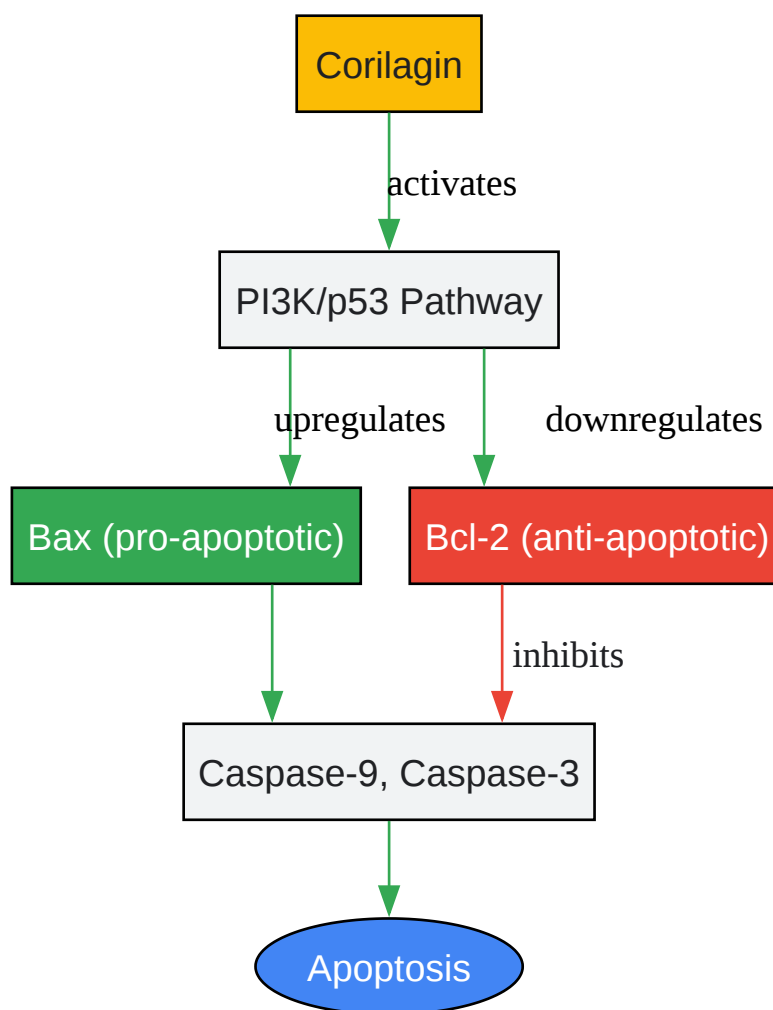 Corilagin
activates
PI3K/p53 Pathway
upregulates
downregulates
Bax (pro-apoptotic)
Bcl-2 (anti-apoptotic)
inhibits
Caspase-9, Caspase-3
Apoptosis